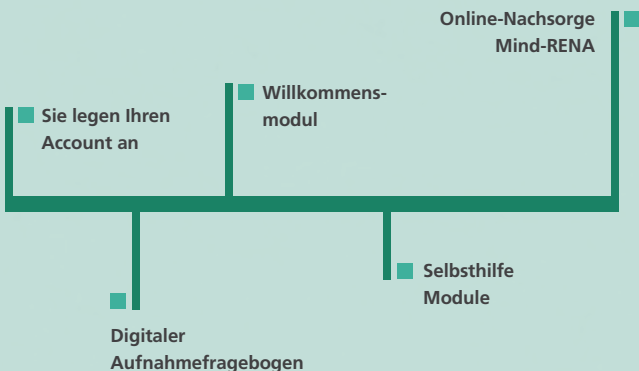 Online-Nachsorge
Mind-RENA
Willkommens-
modul
Sie legen Ihren
Account an
Selbsthilfe
Module
Digitaler
Aufnahmefragebogen